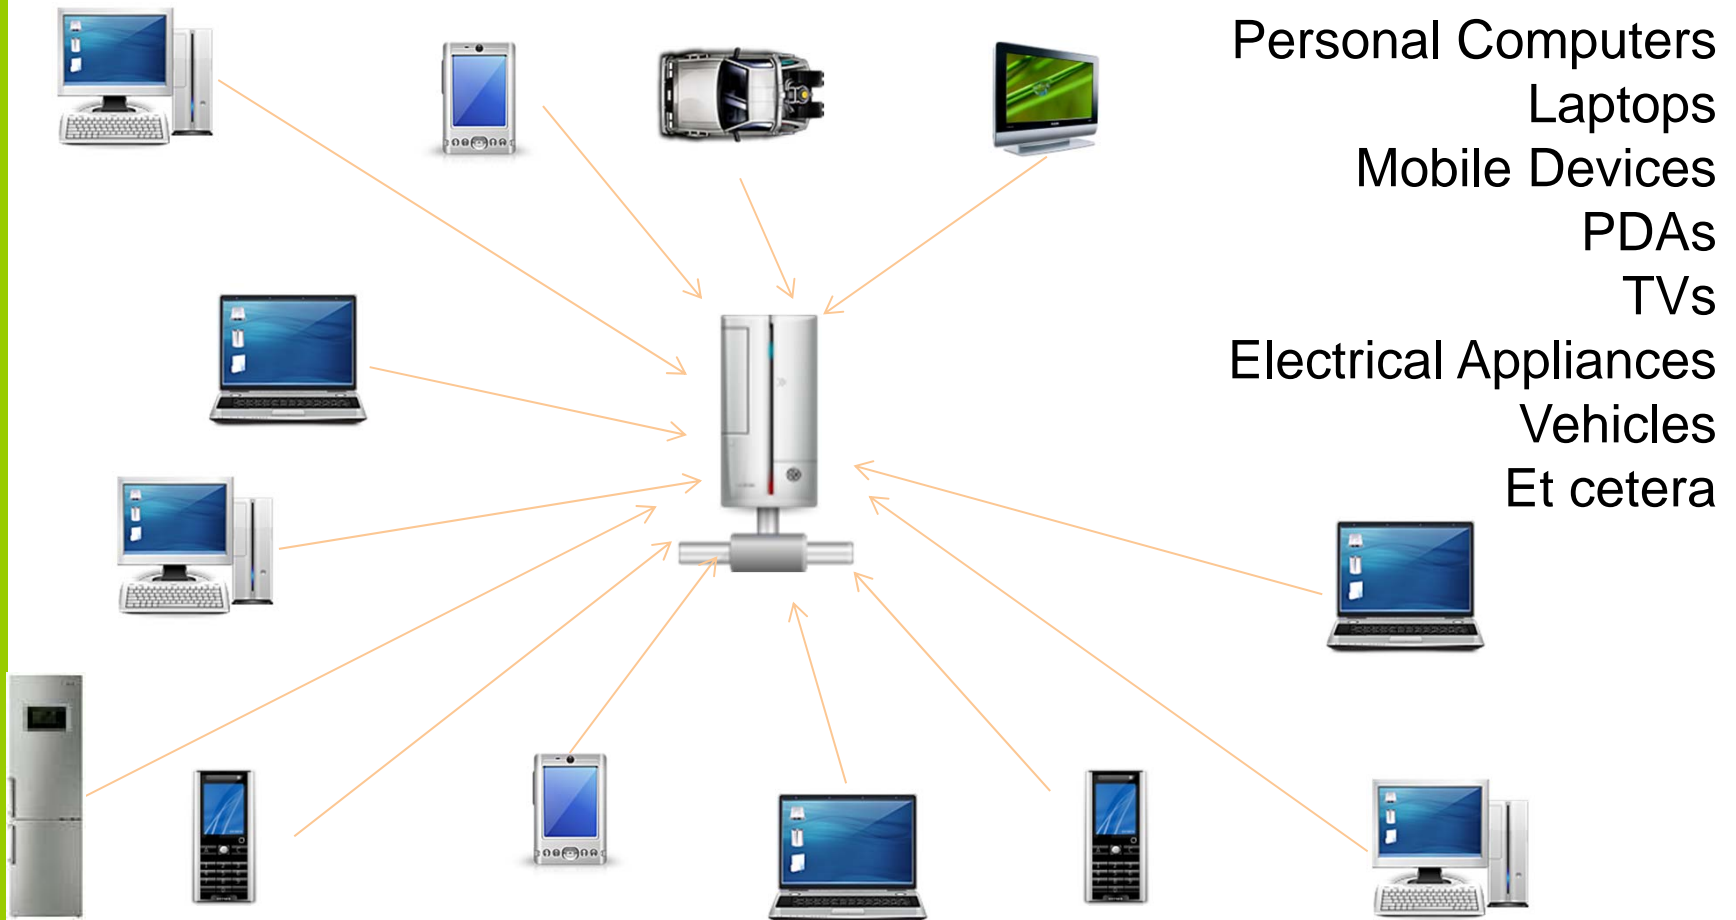 Personal Computers
Laptops
Mobile Devices
PDAs
TVs
Electrical Appliances
Vehicles
Et cetera